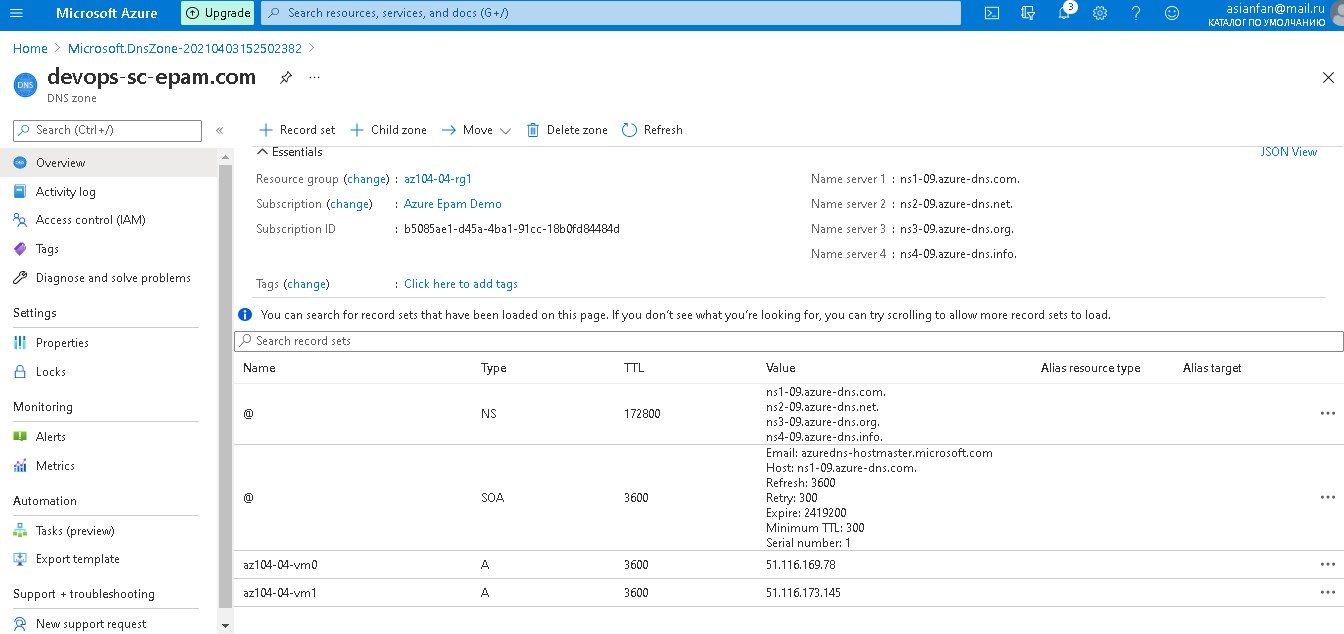 Microsoft Azure
Upgrade
Search resources, services, and docs (G+/)
3
asianfan@mail.ru
КАТАЛОГ ПО УМОЛЧАНИЮ
Home > Microsoft.DnsZone-20210403152502382 >
DNS
devops-sc-epam.com
...
DNS zone
Search (Ctrl+/)
«
+ Record set
+ Child zone
Move
Delete zone
Refresh
Overview
Activity log
Access control (IAM)
Tags
Diagnose and solve problems
Settings
Properties
Locks
Monitoring
Alerts
Metrics
Automation
Tasks (preview)
Export template
Support + troubleshooting
New support request
Essentials
JSON View
Resource group (change) : az104-04-rg1
Subscription (change) : Azure Epam Demo
Subscription ID : b5085ae1-d45a-4ba1-91cc-18b0fd84484d
Name server 1 : ns1-09.azure-dns.com.
Name server 2 : ns2-09.azure-dns.net.
Name server 3 : ns3-09.azure-dns.org.
Name server 4 : ns4-09.azure-dns.info.
Tags (change) : Click here to add tags
You can search for record sets that have been loaded on this page. If you don't see what you're looking for, you can try scrolling to allow more record sets to load.
Search record sets
Name Type TTL Value Alias resource type Alias target
@ NS 172800
ns1-09.azure-dns.com.
ns2-09.azure-dns.net.
ns3-09.azure-dns.org.
ns4-09.azure-dns.info.
@ SOA 3600
Email: azuredns-hostmaster.microsoft.com
Host: ns1-09.azure-dns.com.
Refresh: 3600
Retry: 300
Expire: 2419200
Minimum TTL: 300
Serial number: 1
az104-04-vm0 A 3600 51.116.169.78
az104-04-vm1 A 3600 51.116.173.145